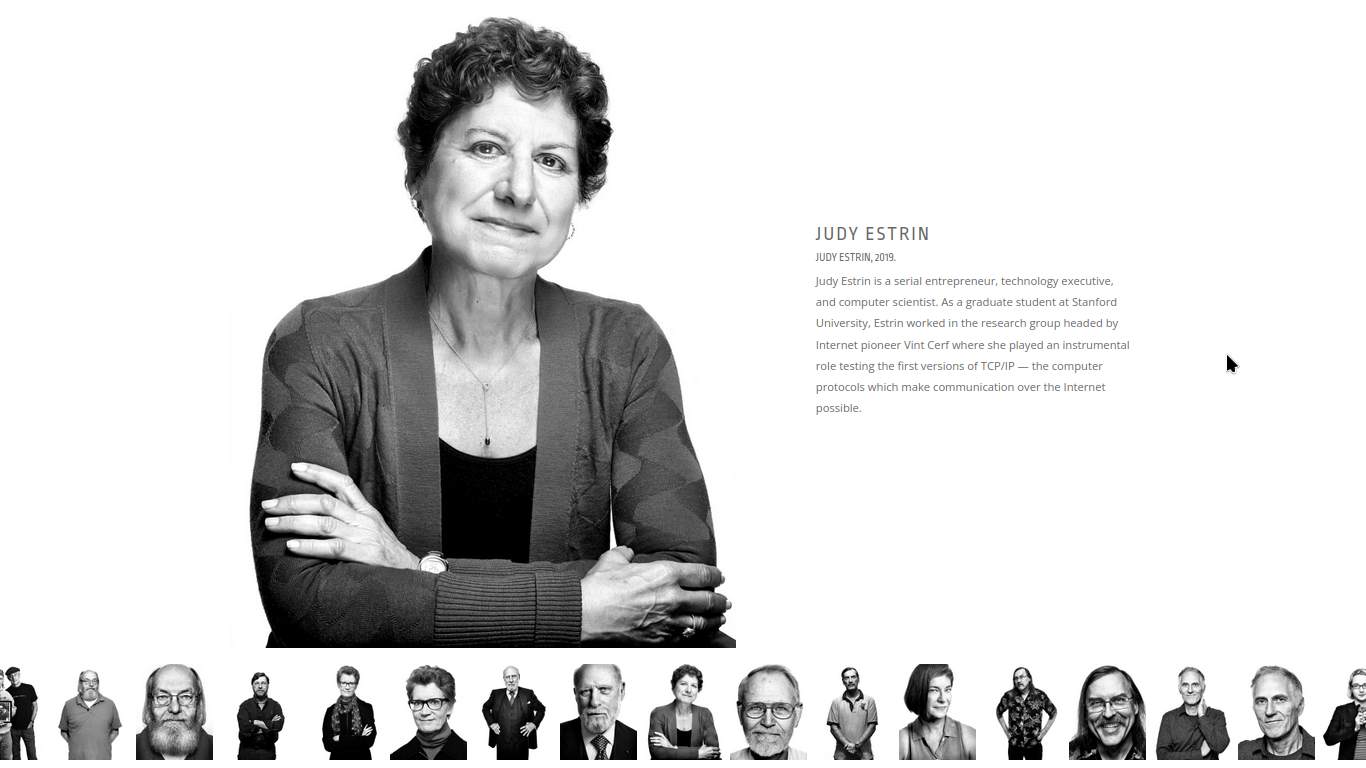 JUDY ESTRIN
JUDY ESTRIN, 2019.
Judy Estrin is a serial entrepreneur, technology executive,
and computer scientist. As a graduate student at Stanford
University, Estrin worked in the research group headed by
Internet pioneer Vint Cerf where she played an instrumental
role testing the first versions of TCP/IP — the computer
protocols which make communication over the Internet
possible.